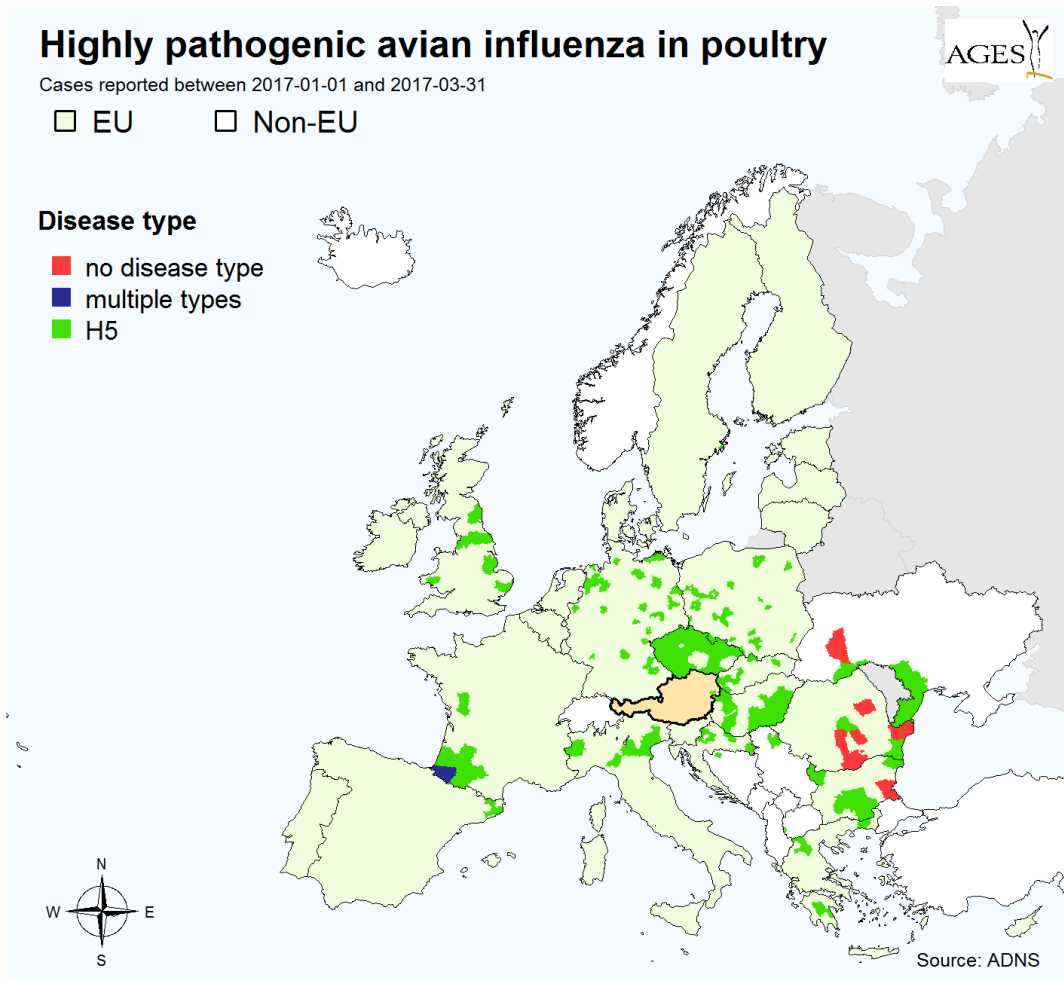 Highly pathogenic avian influenza in poultry
AGES
Cases reported between 2017-01-01 and 2017-03-31
EU
Non-EU
Disease type
no disease type
multiple types
H5
N
W
E
S
Source: ADNS